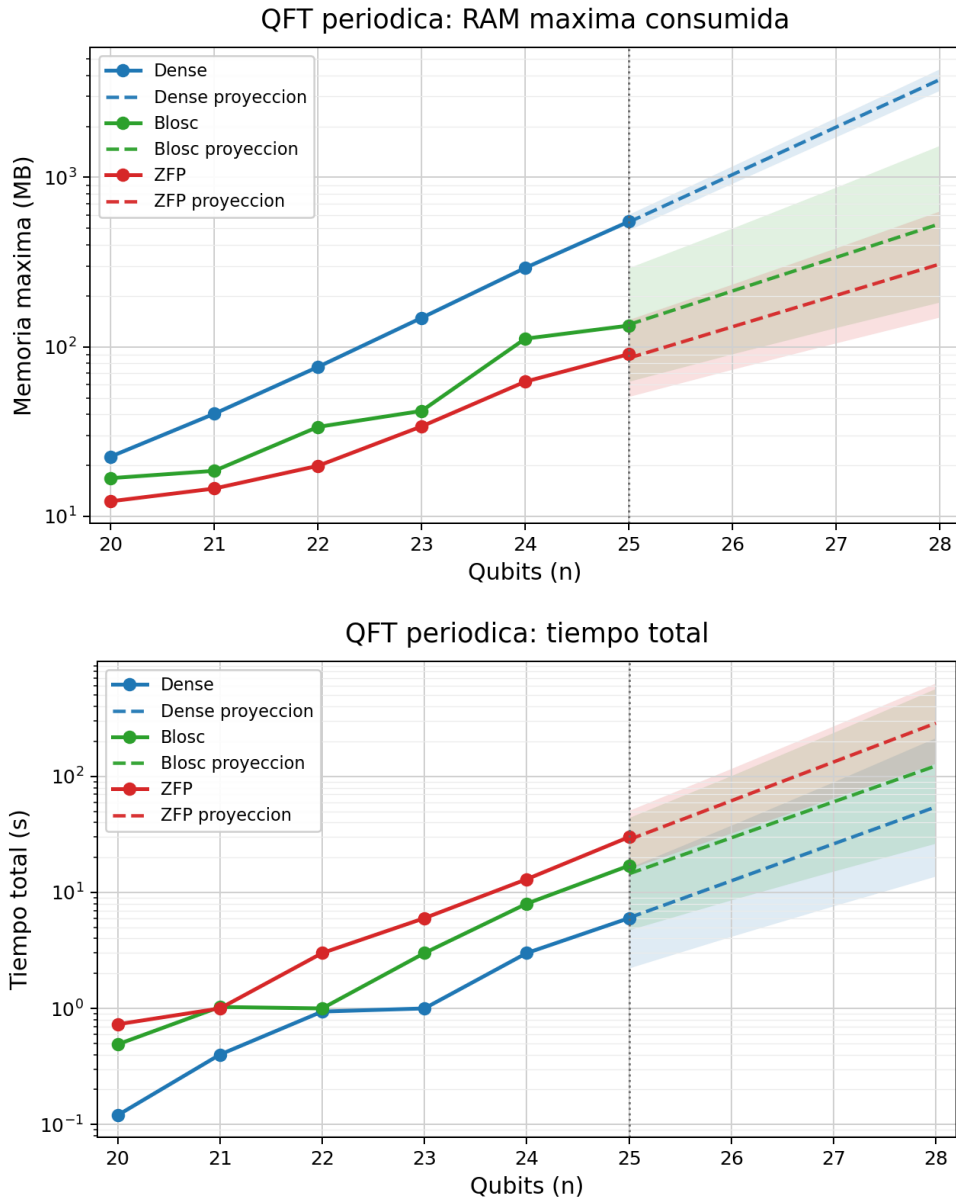 QFT periodica: RAM maxima consumida
Memoria maxima (MB)
10³
10²
10¹
Dense
Dense proyeccion
Blosc
Blosc proyeccion
ZFP
ZFP proyeccion
20 21 22 23 24 25 26 27 28
Qubits (n)
QFT periodica: tiempo total
Tiempo total (s)
10²
10¹
10⁰
10⁻¹
Dense
Dense proyeccion
Blosc
Blosc proyeccion
ZFP
ZFP proyeccion
20 21 22 23 24 25 26 27 28
Qubits (n)